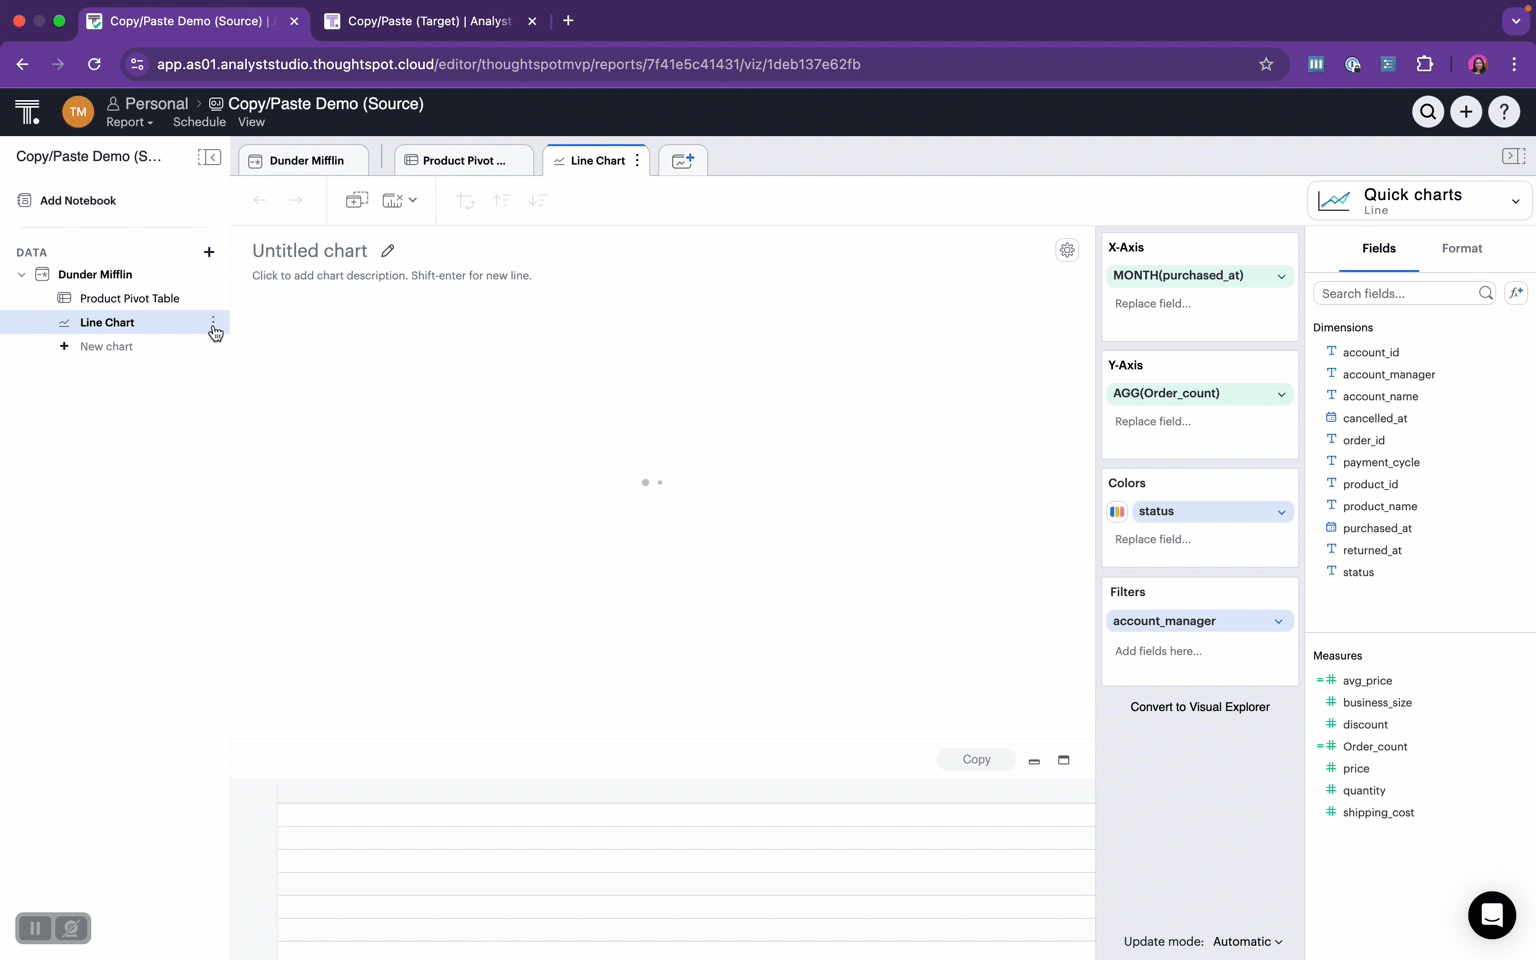 Copy/Paste Demo (Source) |
Copy/Paste (Target) | Analyst
app.as01.analyststudio.thoughtspot.cloud/editor/thoughtspotmvp/reports/7f41e5c41431/viz/1deb137e62fb
TM
Personal > Copy/Paste Demo (Source)
Report Schedule View
Copy/Paste Demo (S...
Dunder Mifflin
Product Pivot ...
Line Chart
Add Notebook
Quick charts
Line
DATA
Dunder Mifflin
Product Pivot Table
Line Chart
New chart
Untitled chart
Click to add chart description. Shift-enter for new line.
Copy
X-Axis
MONTH(purchased_at)
Replace field...
Y-Axis
AGG(Order_count)
Replace field...
Colors
status
Replace field...
Filters
account_manager
Add fields here...
Convert to Visual Explorer
Update mode: Automatic
Fields
Format
Search fields...
Dimensions
account_id
account_manager
account_name
cancelled_at
order_id
payment_cycle
product_id
product_name
purchased_at
returned_at
status
Measures
avg_price
business_size
discount
Order_count
price
quantity
shipping_cost